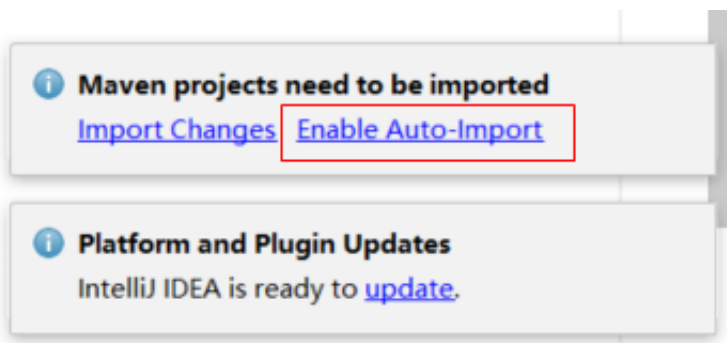 Maven projects need to be imported
Import Changes Enable Auto-Import
Platform and Plugin Updates
IntelliJ IDEA is ready to update.